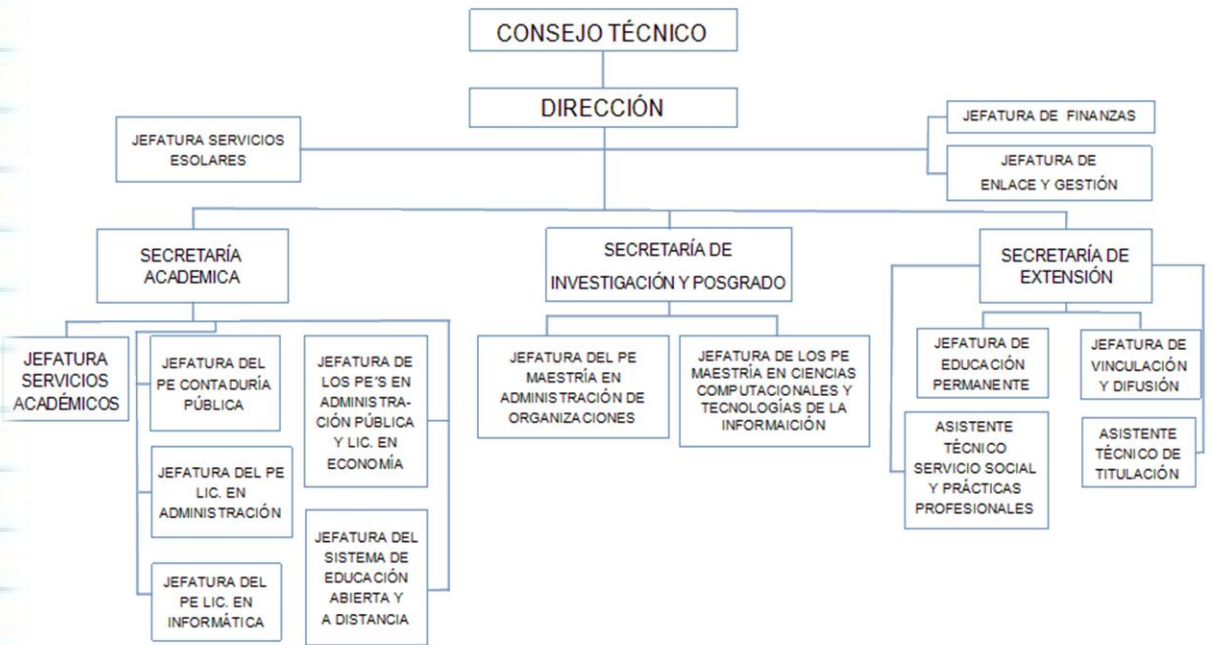 CONSEJO TÉCNICO
DIRECCIÓN
JEFATURA SERVICIOS
ESOLARES
JEFATURA DE FINANZAS
JEFATURA DE
ENLACE Y GESTIÓN
SECRETARÍA
ACADEMICA
SECRETARÍA DE
INVESTIGACIÓN Y POSGRADO
SECRETARÍA DE
EXTENSIÓN
JEFATURA
SERVICIOS
ACADÉMICOS
JEFATURA DEL
PE CONTADURÍA
PÚBLICA
JEFATURA DEL PE
LIC. EN
ADMINISTRACIÓN
JEFATURA DEL
PE LIC. EN
INFORMÁTICA
JEFATURA DE
LOS PE'S EN
ADMINISTRA-
CIÓN PÚBLICA
Y LIC. EN
ECONOMÍA
JEFATURA DEL
SISTEMA DE
EDUCACIÓN
ABIERTA Y
A DISTANCIA
JEFATURA DEL PE
MAESTRÍA EN
ADMINISTRACIÓN DE
ORGANIZACIONES
JEFATURA DE LOS PE
MAESTRÍA EN CIENCIAS
COMPUTACIONALES Y
TECNOLOGÍAS DE LA
INFORMAICIÓN
JEFATURA DE
EDUCACIÓN
PERMANENTE
JEFATURA DE
VINCULACIÓN
Y DIFUSIÓN
ASISTENTE
TÉCNICO
SERVICIO SOCIAL
Y PRÁCTICAS
PROFESIONALES
ASISTENTE
TÉCNICO DE
TITULACIÓN